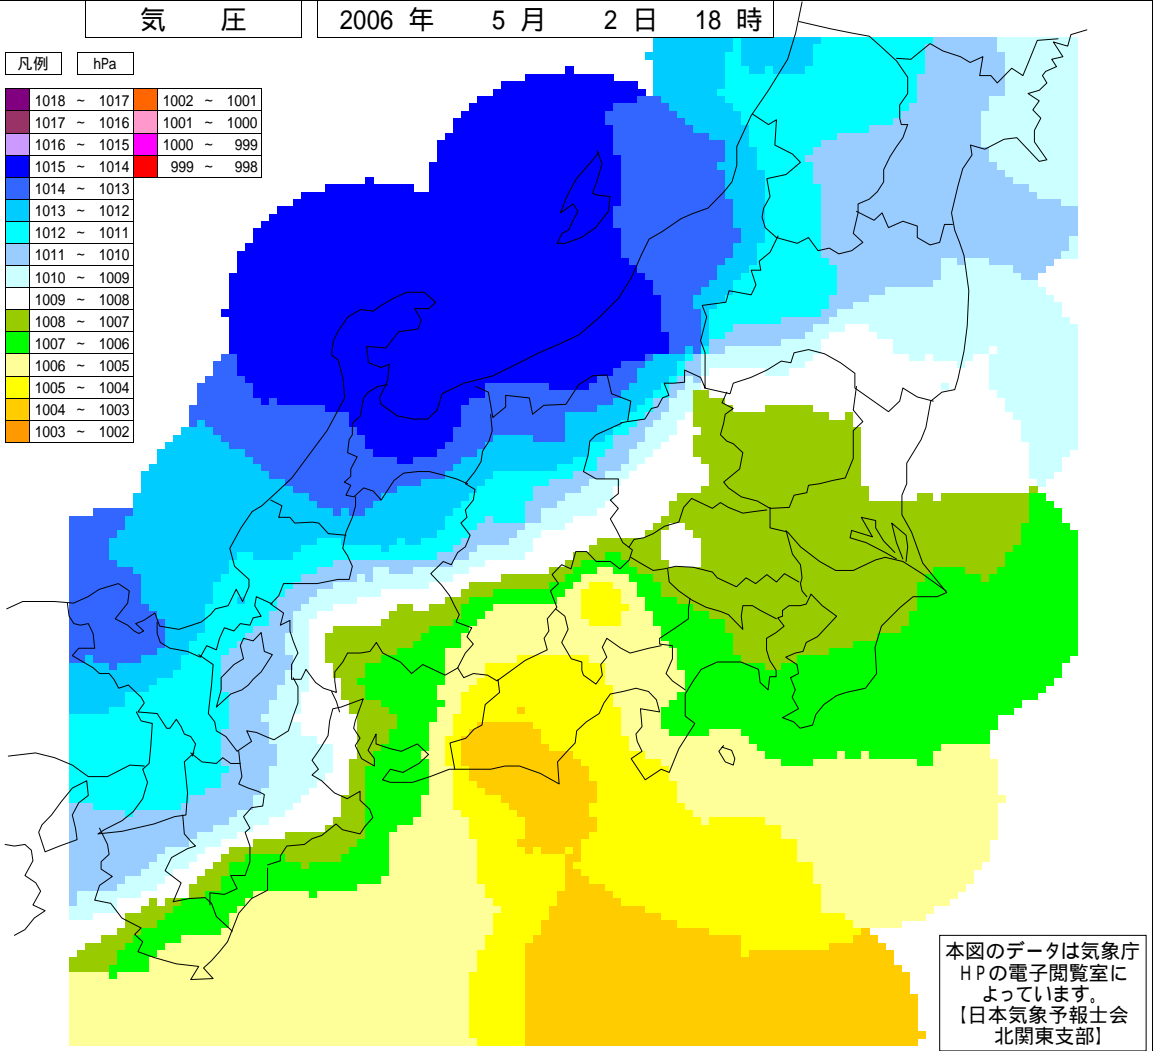 気 圧
2006 年 5 月 2 日 18 時
凡例 hPa
1018 ～ 1017 1002 ～ 1001
1017 ～ 1016 1001 ～ 1000
1016 ～ 1015 1000 ～ 999
1015 ～ 1014 999 ～ 998
1014 ～ 1013
1013 ～ 1012
1012 ～ 1011
1011 ～ 1010
1010 ～ 1009
1009 ～ 1008
1008 ～ 1007
1007 ～ 1006
1006 ～ 1005
1005 ～ 1004
1004 ～ 1003
1003 ～ 1002
本図のデータは気象庁
HPの電子閲覧室に
よっています。
【日本気象予報士会
北関東支部】